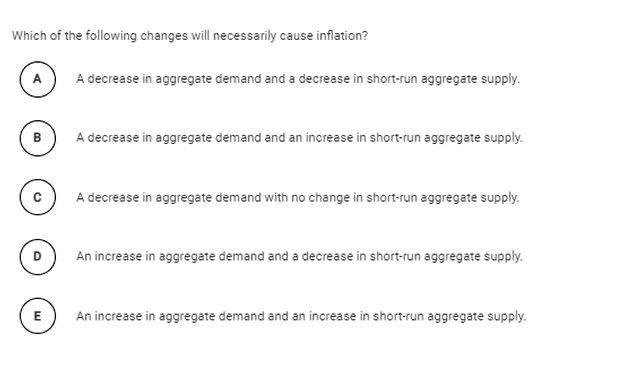 Which of the following changes will necessarily cause inflation?
A A decrease in aggregate demand and a decrease in short-run aggregate supply.
B A decrease in aggregate demand and an increase in short-run aggregate supply.
C A decrease in aggregate demand with no change in short-run aggregate supply.
D An increase in aggregate demand and a decrease in short-run aggregate supply.
E An increase in aggregate demand and an increase in short-run aggregate supply.